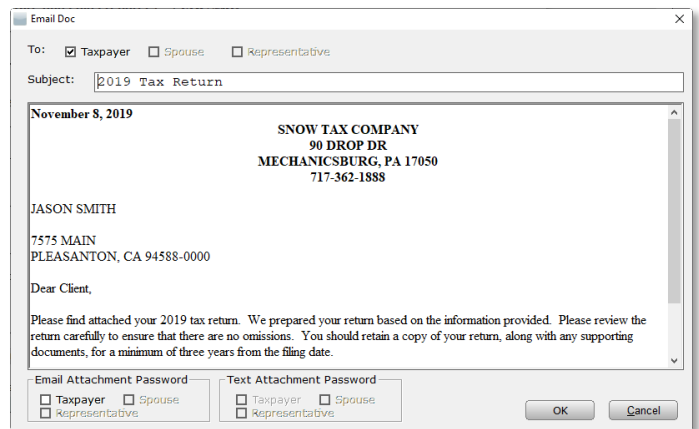 Email Doc
To: Taxpayer Spouse Representative
Subject: 2019 Tax Return
November 8, 2019
SNOW TAX COMPANY
90 DROP DR
MECHANICSBURG, PA 17050
717-362-1888
JASON SMITH
7575 MAIN
PLEASANTON, CA 94588-0000
Dear Client,
Please find attached your 2019 tax return. We prepared your return based on the information provided. Please review the
return carefully to ensure that there are no omissions. You should retain a copy of your return, along with any supporting
documents, for a minimum of three years from the filing date.
Email Attachment Password Text Attachment Password
Taxpayer Spouse Taxpayer Spouse
Representative Representative
OK Cancel